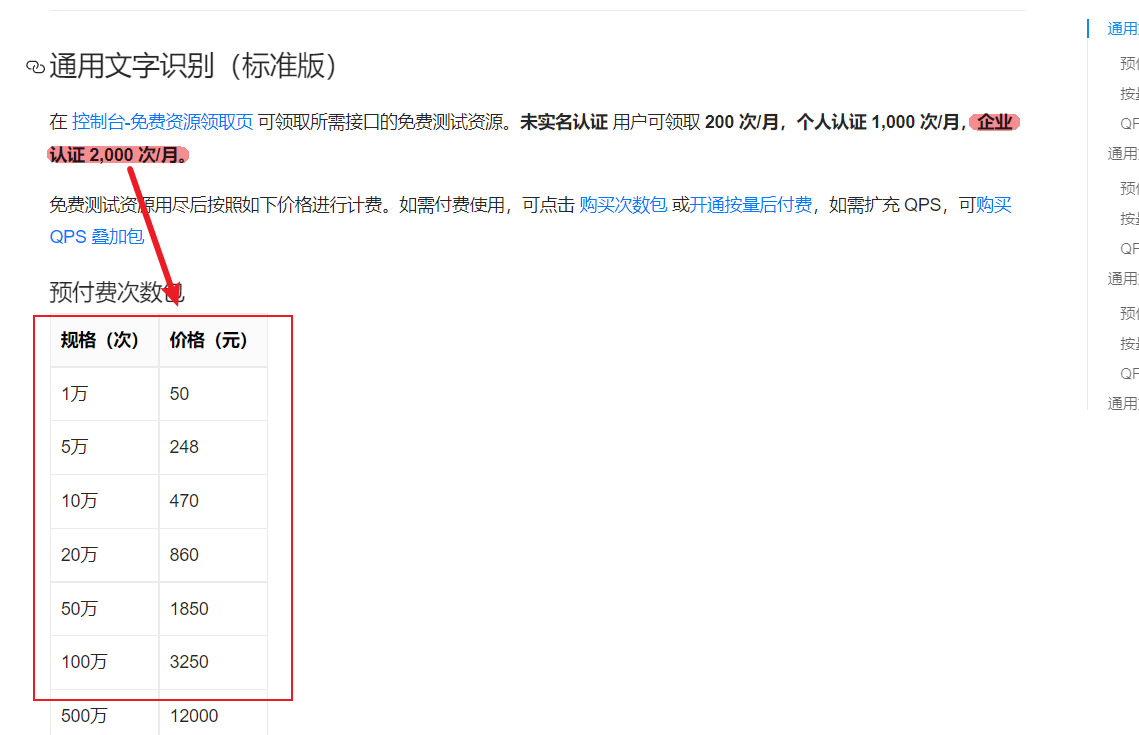 通用文字识别（标准版）
在 控制台-免费资源领取页 可领取所需接口的免费测试资源。未实名认证 用户可领取 200 次/月，个人认证 1,000 次/月，企业
认证 2,000 次/月。
免费测试资源用尽后按照如下价格进行计费。如需付费使用，可点击 购买次数包 或开通按量后付费，如需扩充 QPS，可购买
QPS 叠加包
预付费次数包
规格（次） 价格（元）
1万 50
5万 248
10万 470
20万 860
50万 1850
100万 3250
500万 12000
通用
预
按
通用
预
按
通用
预
按
通用